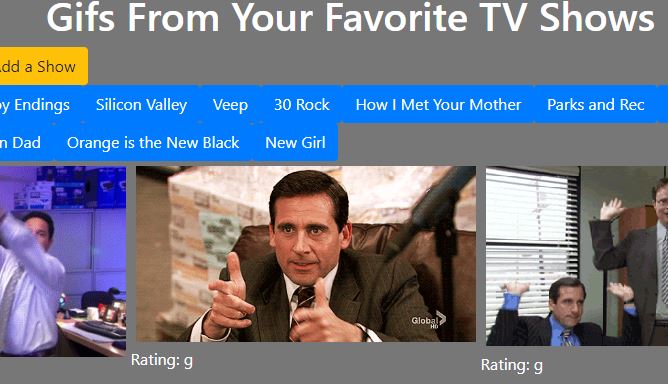 Gifs From Your Favorite TV Shows
Add a Show
Endings Silicon Valley Veep 30 Rock How I Met Your Mother Parks and Rec
Dad Orange is the New Black New Girl
Global
HD
Rating: g
Rating: g